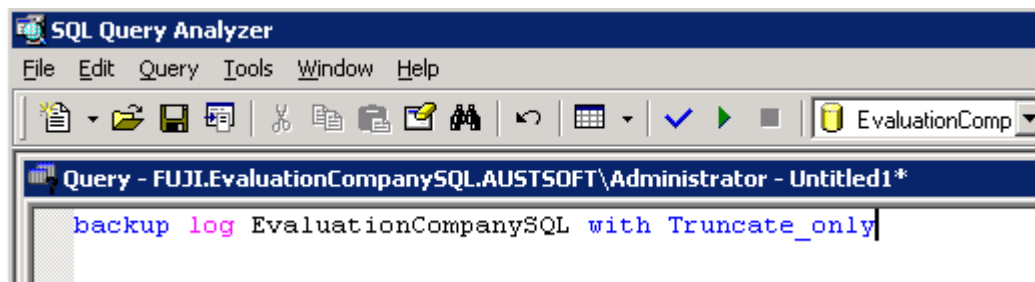 SQL Query Analyzer
File Edit Query Tools Window Help
EvaluationComp
Query - FUJI.EvaluationCompanySQL.AUSTSOFT\Administrator - Untitled1*
backup log EvaluationCompanySQL with Truncate_only